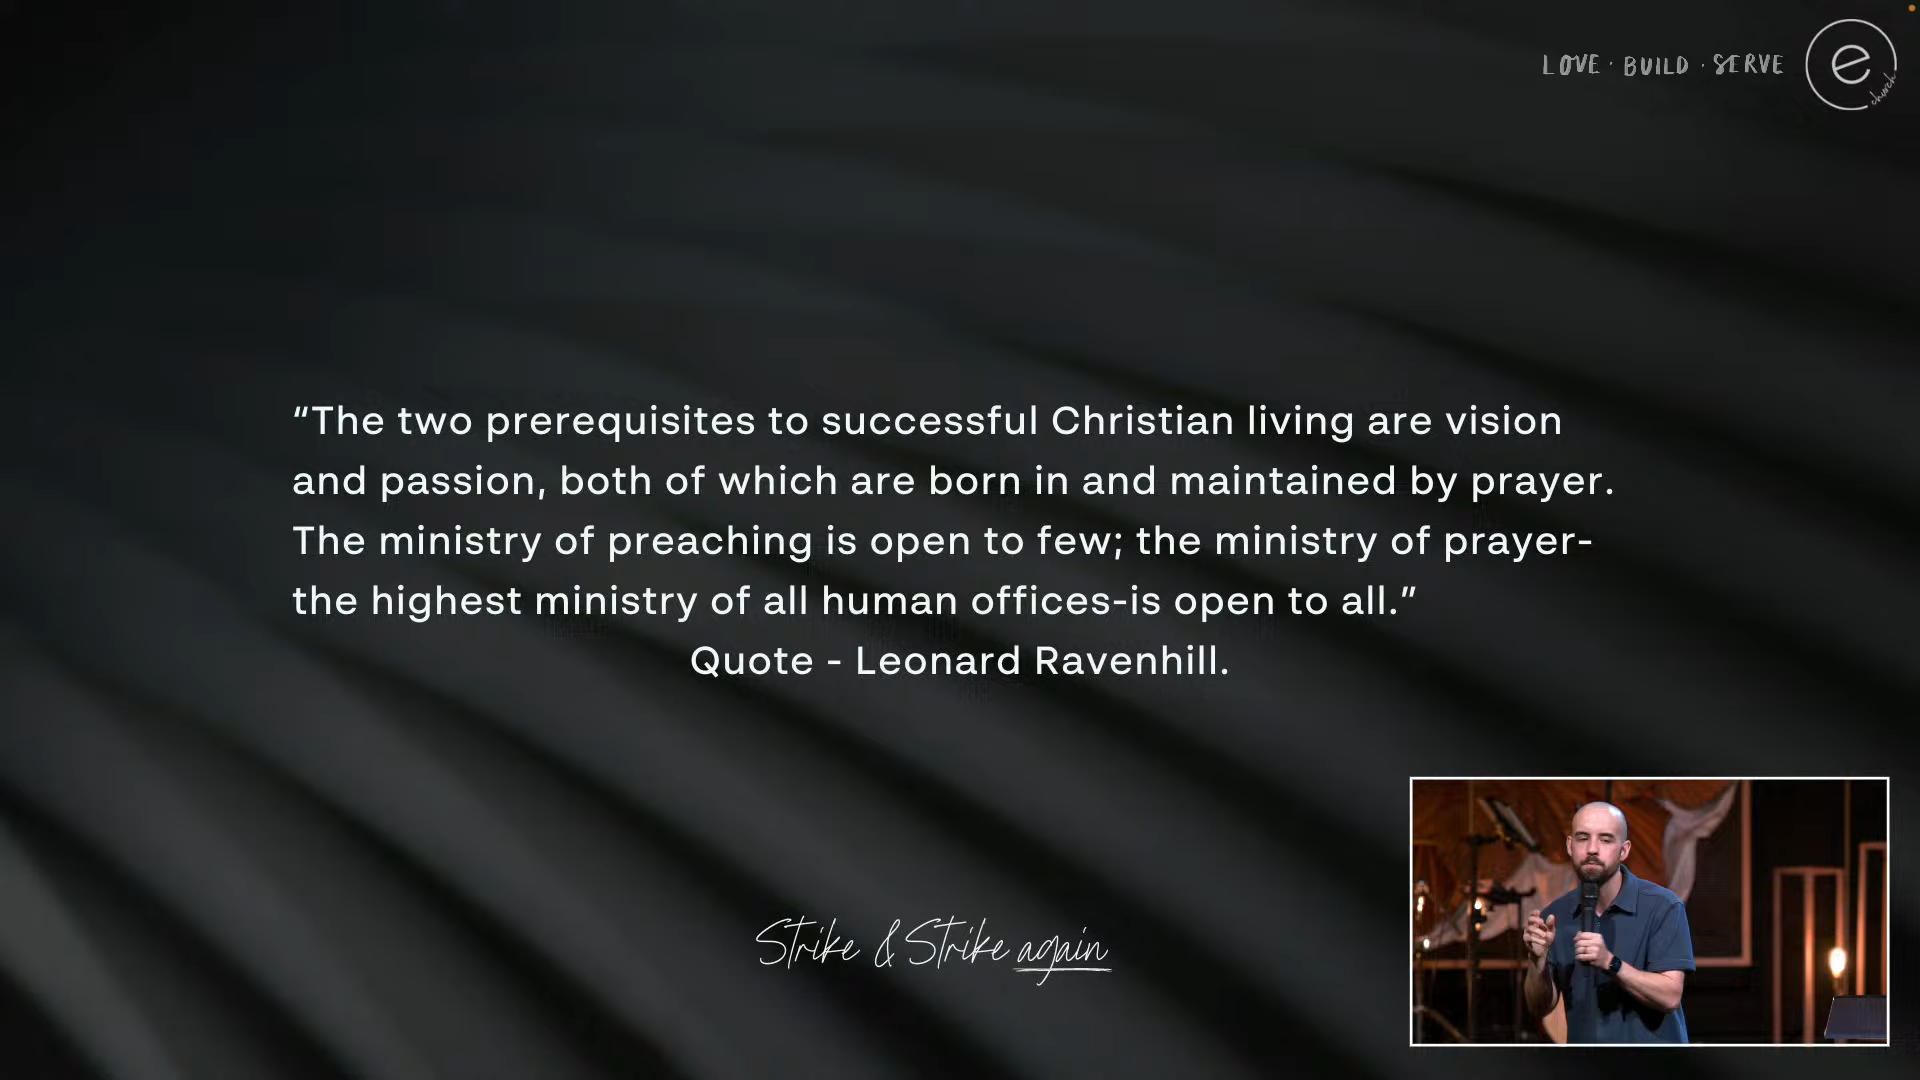 LOVE · BUILD · SERVE
e
church
“The two prerequisites to successful Christian living are vision
and passion, both of which are born in and maintained by prayer.
The ministry of preaching is open to few; the ministry of prayer-
the highest ministry of all human offices-is open to all.”
Quote - Leonard Ravenhill.
Strike & Strike again